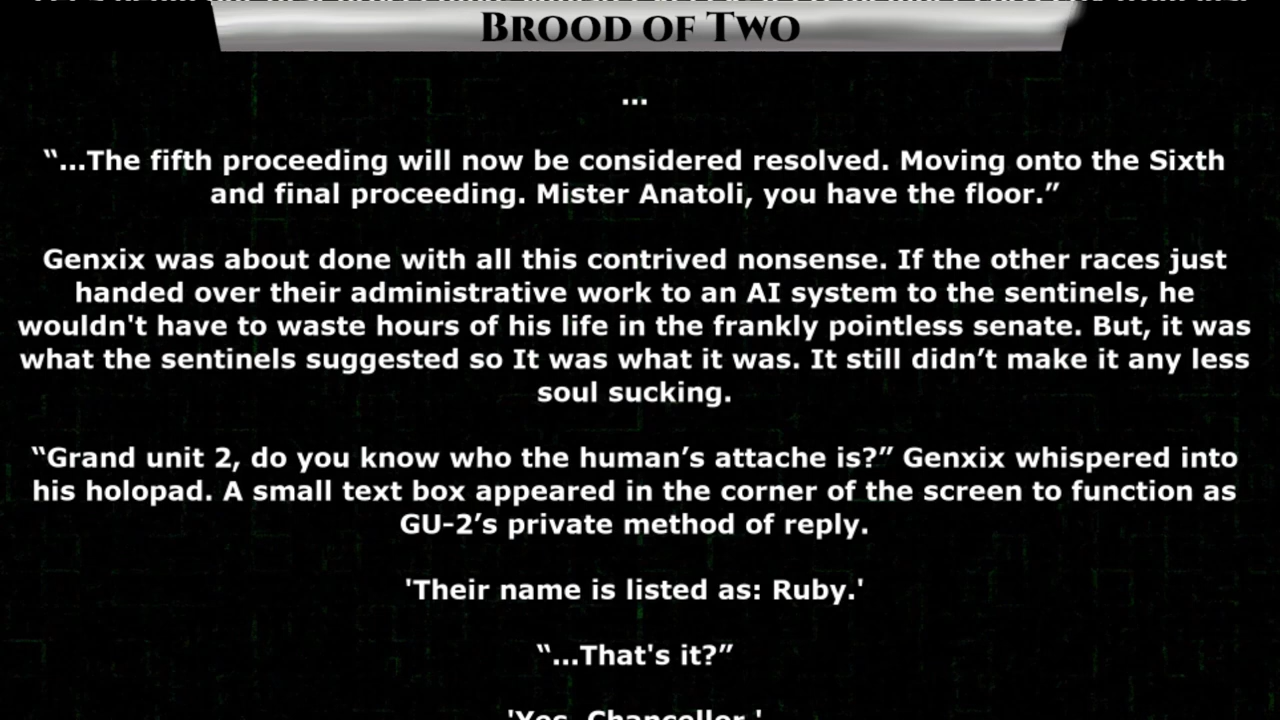 Brood of Two
...
“...The fifth proceeding will now be considered resolved. Moving onto the Sixth
and final proceeding. Mister Anatoli, you have the floor.”
Genxix was about done with all this contrived nonsense. If the other races just
handed over their administrative work to an AI system to the sentinels, he
wouldn't have to waste hours of his life in the frankly pointless senate. But, it was
what the sentinels suggested so It was what it was. It still didn’t make it any less
soul sucking.
“Grand unit 2, do you know who the human’s attache is?” Genxix whispered into
his holopad. A small text box appeared in the corner of the screen to function as
GU-2’s private method of reply.
'Their name is listed as: Ruby.'
“...That's it?”
'Yes, Chancellor.'